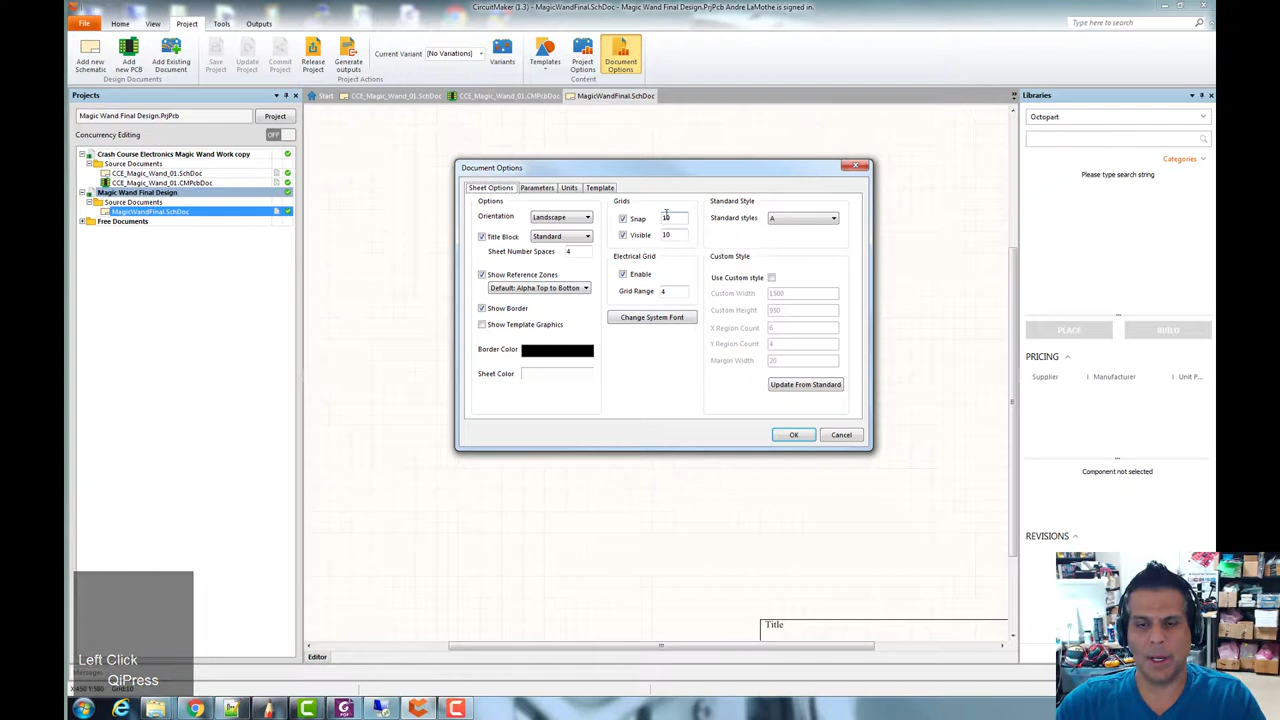 CircuitMaker (1.3) - MagicWandFinal.SchDoc - Magic Wand Final Design.PrjPcb Andre LaMothe is signed in.
File Home View Project Tools Outputs Type here to search
Add new Schematic Add new PCB Add Existing Document Save Project Update Project Commit Project Release Project Generate outputs Current Variant [No Variations] Variants Templates Project Options Document Options
Design Documents Project Actions Content
Projects Start CCE_Magic_Wand_01.SchDoc CCE_Magic_Wand_01.CMPcbDoc MagicWandFinal.SchDoc Libraries
Magic Wand Final Design.PrjPcb Project Octopart
Concurrency Editing OFF
Crash Course Electronics Magic Wand Work copy
Source Documents
CCE_Magic_Wand_01.SchDoc
CCE_Magic_Wand_01.CMPcbDoc
Magic Wand Final Design
Source Documents
MagicWandFinal.SchDoc
Free Documents
Document Options
Sheet Options Parameters Units Template
Options
Orientation Landscape
Title Block Standard
Sheet Number Spaces 4
Show Reference Zones
Default: Alpha Top to Botton
Show Border
Show Template Graphics
Border Color
Sheet Color
Grids
Snap 10
Visible 10
Electrical Grid
Enable
Grid Range 4
Change System Font
Standard Style
Standard styles A
Custom Style
Use Custom style
Custom Width 1500
Custom Height 950
X Region Count 6
Y Region Count 4
Margin Width 20
Update From Standard
OK Cancel
Categories
Please type search string
PLACE BUILD
PRICING
Supplier Manufacturer Unit P...
Component not selected
REVISIONS
Title
Editor
Left Click
QiPress
Messages
X:450 Y:580 Grid:10